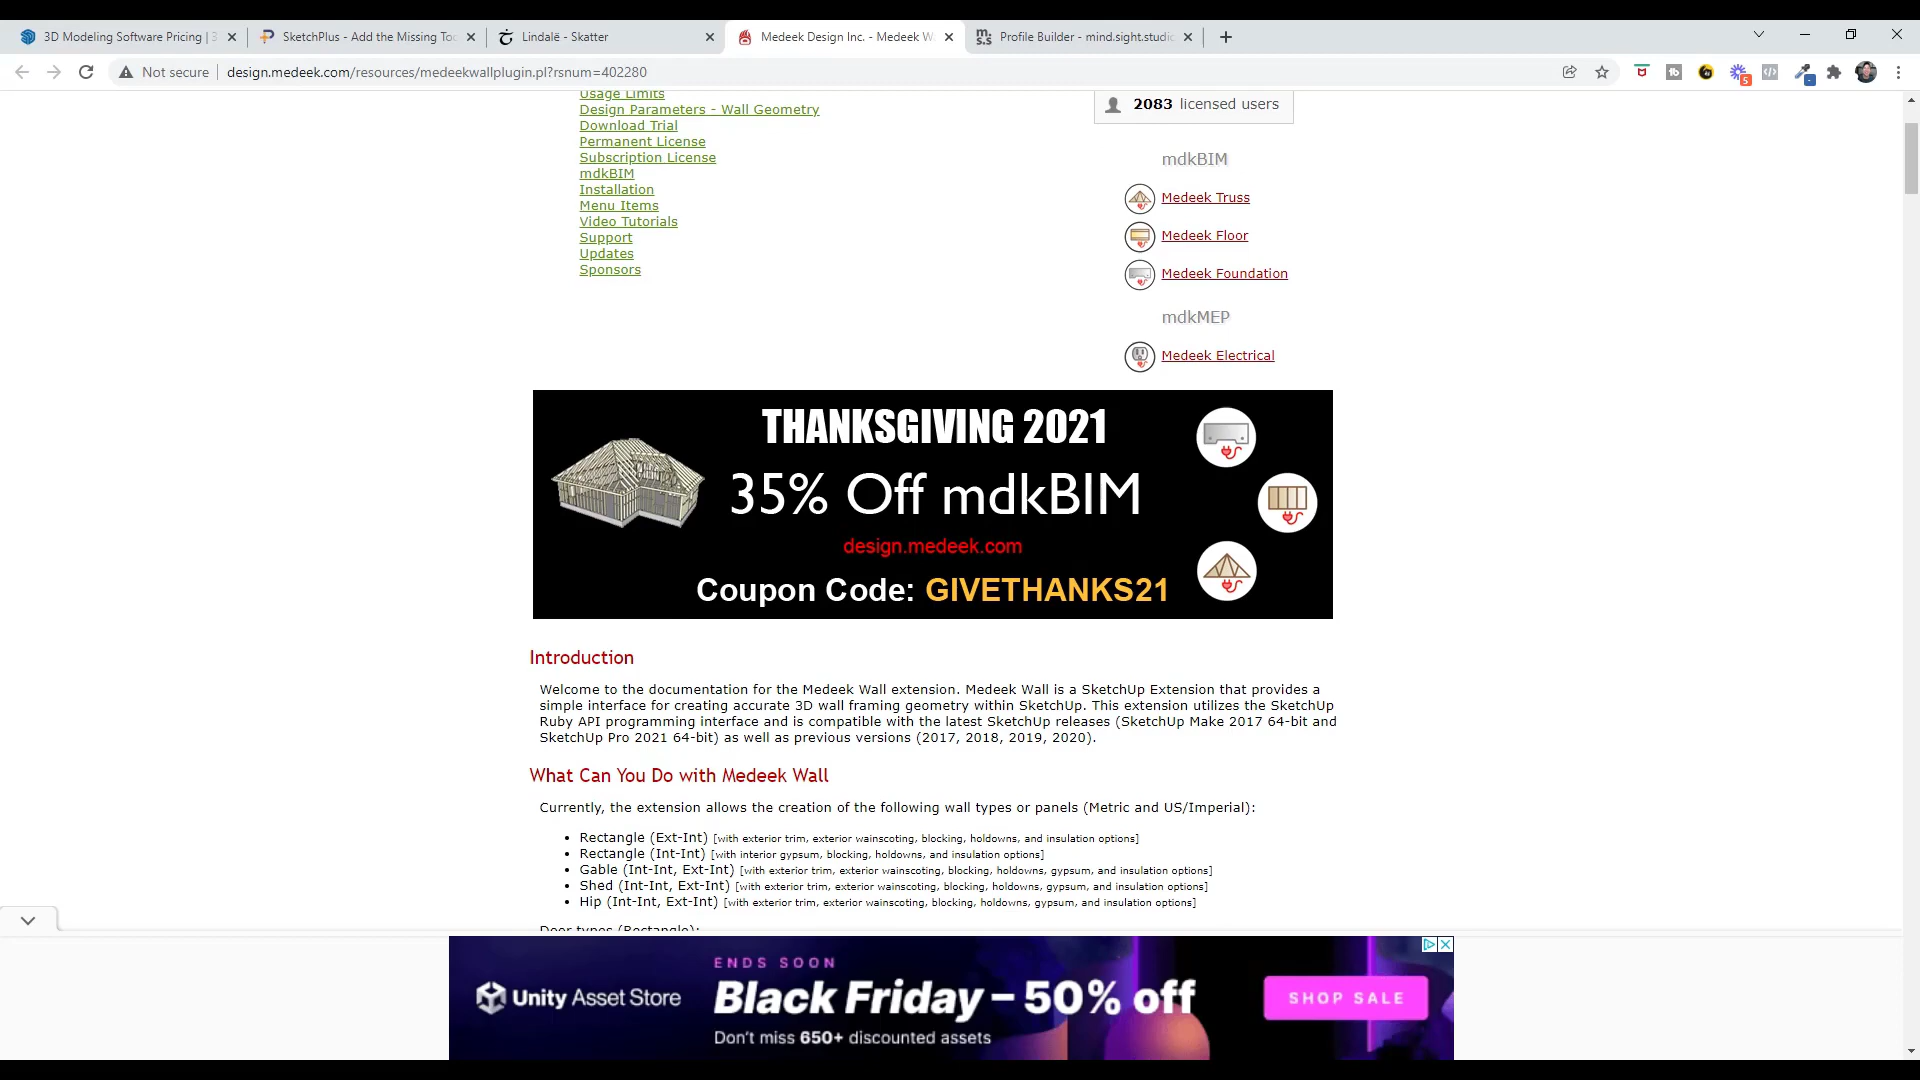 3D Modeling Software Pricing | 3
SketchPlus - Add the Missing Too
Lindalë - Skatter
Medeek Design Inc. - Medeek W
Profile Builder - mind.sight.studio
Not secure
design.medeek.com/resources/medeekwallplugin.pl?rsnum=402280
Usage Limits
Design Parameters - Wall Geometry
Download Trial
Permanent License
Subscription License
mdkBIM
Installation
Menu Items
Video Tutorials
Support
Updates
Sponsors
2083 licensed users
mdkBIM
Medeek Truss
Medeek Floor
Medeek Foundation
mdkMEP
Medeek Electrical
THANKSGIVING 2021
35% Off mdkBIM
design.medeek.com
Coupon Code: GIVETHANKS21
Introduction
Welcome to the documentation for the Medeek Wall extension. Medeek Wall is a SketchUp Extension that provides a
simple interface for creating accurate 3D wall framing geometry within SketchUp. This extension utilizes the SketchUp
Ruby API programming interface and is compatible with the latest SketchUp releases (SketchUp Make 2017 64-bit and
SketchUp Pro 2021 64-bit) as well as previous versions (2017, 2018, 2019, 2020).
What Can You Do with Medeek Wall
Currently, the extension allows the creation of the following wall types or panels (Metric and US/Imperial):
• Rectangle (Ext-Int) [with exterior trim, exterior wainscoting, blocking, holdowns, and insulation options]
• Rectangle (Int-Int) [with interior gypsum, blocking, holdowns, and insulation options]
• Gable (Int-Int, Ext-Int) [with exterior trim, exterior wainscoting, blocking, holdowns, gypsum, and insulation options]
• Shed (Int-Int, Ext-Int) [with exterior trim, exterior wainscoting, blocking, holdowns, gypsum, and insulation options]
• Hip (Int-Int, Ext-Int) [with exterior trim, exterior wainscoting, blocking, holdowns, gypsum, and insulation options]
Door types (Rectangle):
Unity Asset Store
ENDS SOON
Black Friday – 50% off
Don't miss 650+ discounted assets
SHOP SALE